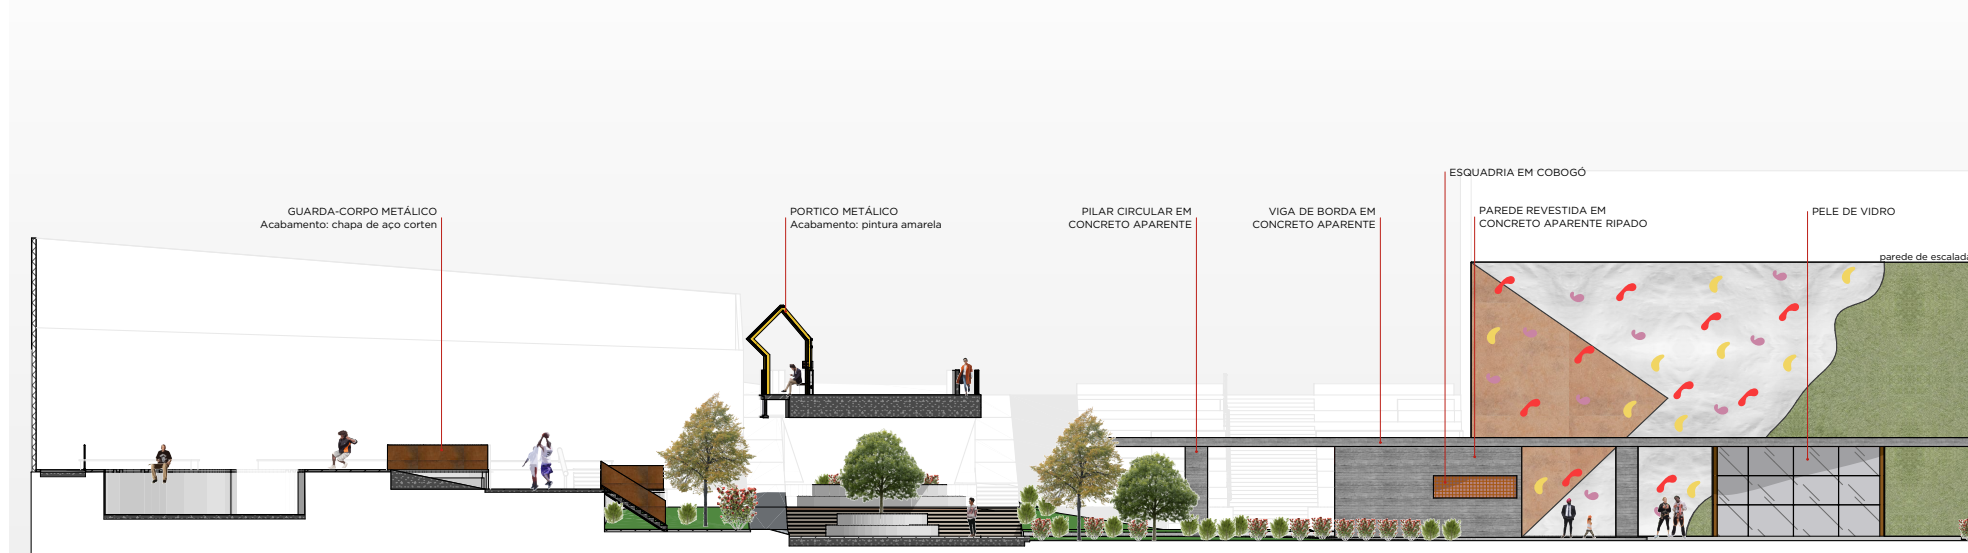 ESQUADRIA EM COBOGÓ
GUARDA-CORPO METÁLICO
Acabamento: chapa de aço corten
PORTICO METÁLICO
Acabamento: pintura amarela
PILAR CIRCULAR EM
CONCRETO APARENTE
VIGA DE BORDA EM
CONCRETO APARENTE
PAREDE REVESTIDA EM
CONCRETO APARENTE RIPADO
PELE DE VIDRO
parede de escalada